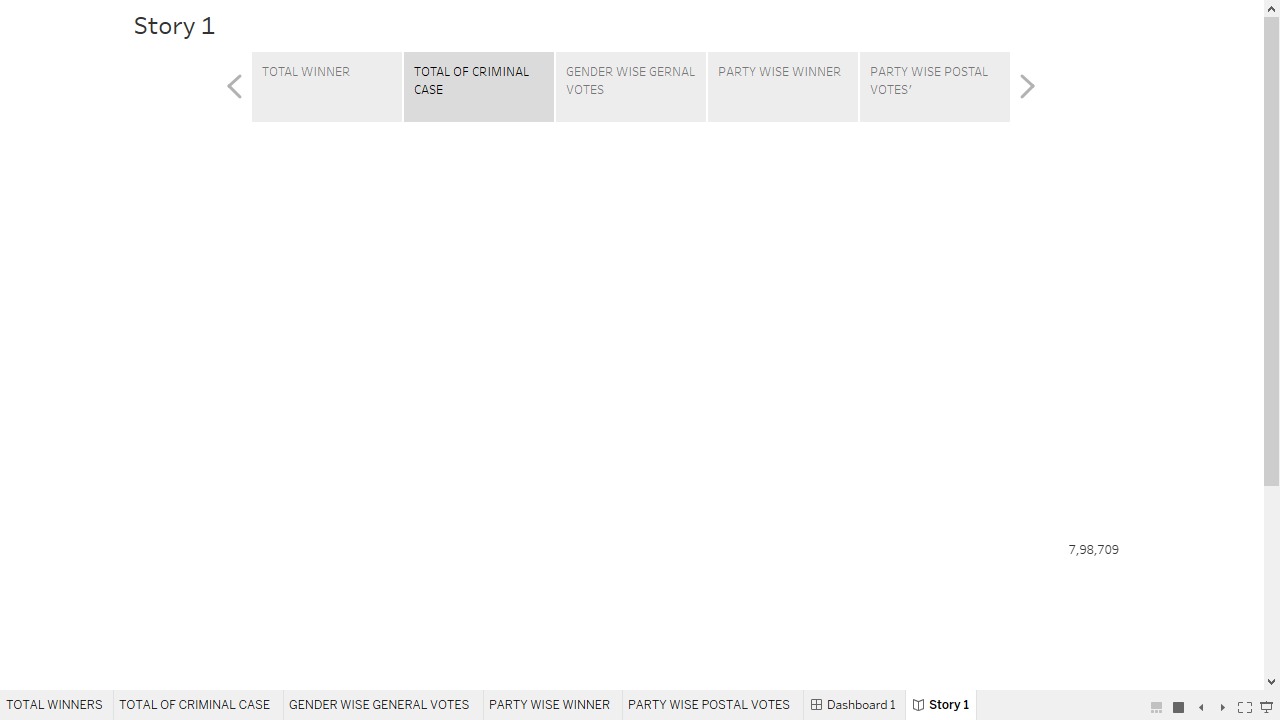 Story 1
TOTAL WINNER
TOTAL OF CRIMINAL
CASE
GENDER WISE GERNAL
VOTES
PARTY WISE WINNER
PARTY WISE POSTAL
VOTES'
7,98,709
TOTAL WINNERS
TOTAL OF CRIMINAL CASE
GENDER WISE GENERAL VOTES
PARTY WISE WINNER
PARTY WISE POSTAL VOTES
Dashboard 1
Story 1